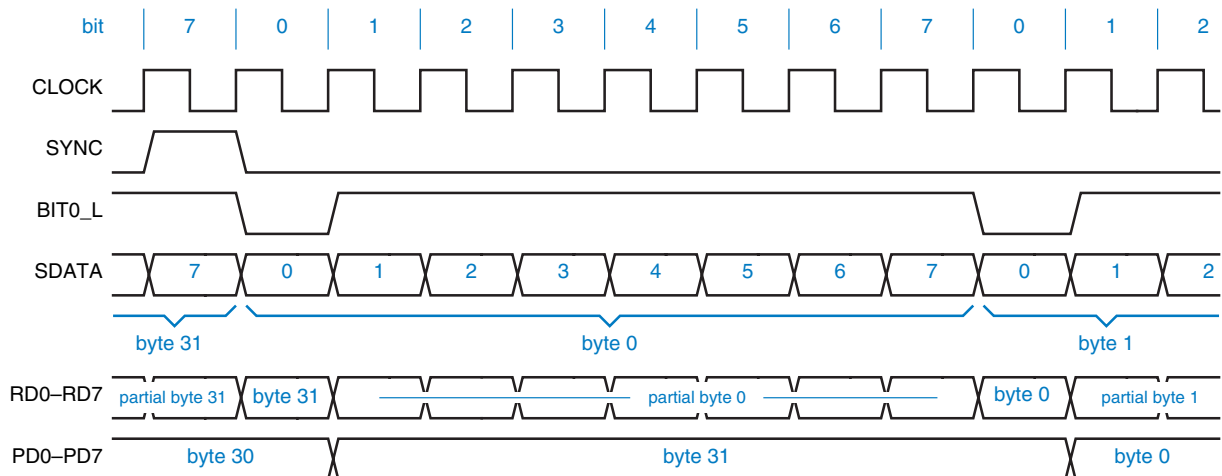 bit 7 0 1 2 3 4 5 6 7 0 1 2
CLOCK
SYNC
BIT0_L
SDATA 7 0 1 2 3 4 5 6 7 0 1 2
byte 31 byte 0 byte 1
RD0–RD7 partial byte 31 byte 31 partial byte 0 byte 0 partial byte 1
PD0–PD7 byte 30 byte 31 byte 0